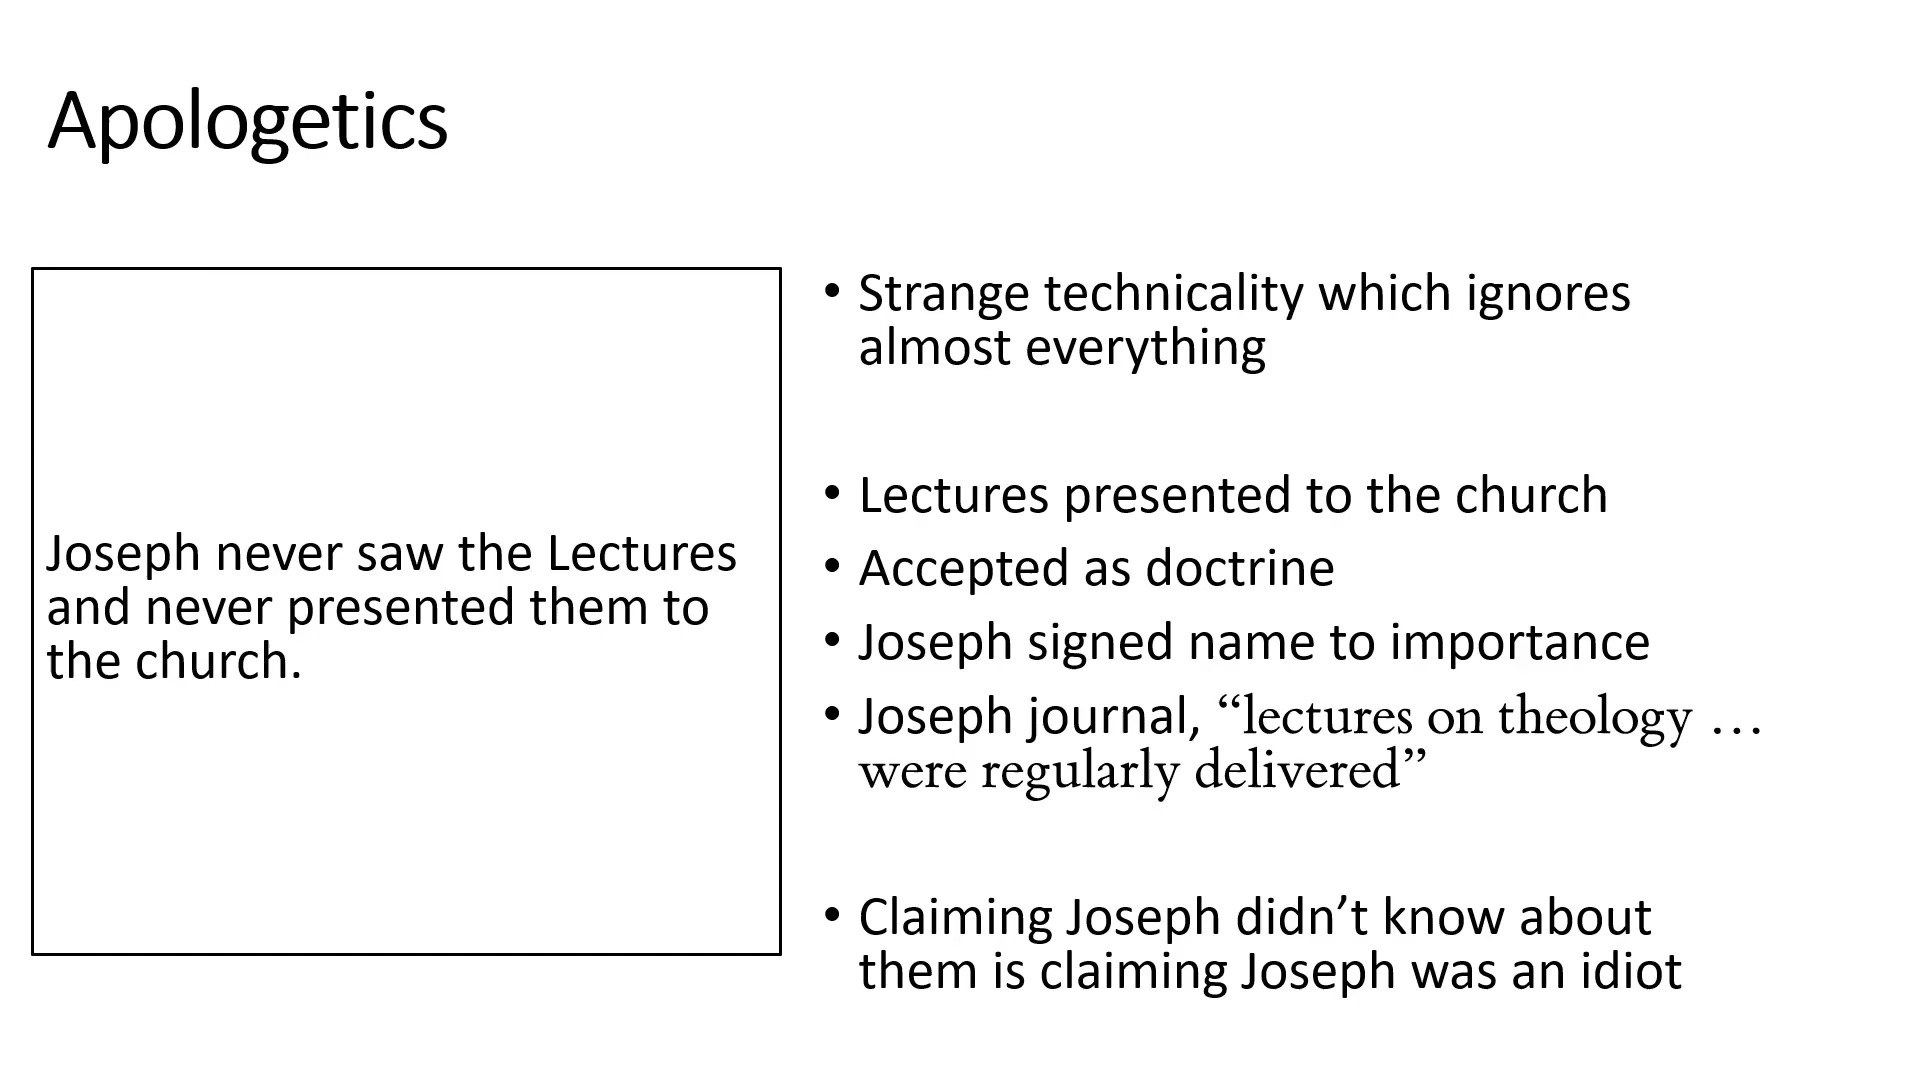 Apologetics
Joseph never saw the Lectures
and never presented them to
the church.
• Strange technicality which ignores
almost everything
• Lectures presented to the church
• Accepted as doctrine
• Joseph signed name to importance
• Joseph journal, “lectures on theology …
were regularly delivered”
• Claiming Joseph didn’t know about
them is claiming Joseph was an idiot